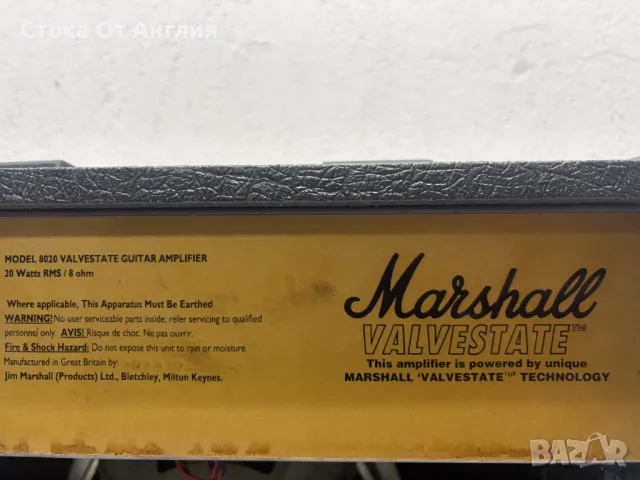 Стока От Англия
MODEL 8020 VALVESTATE GUITAR AMPLIFIER
20 Watts RMS / 8 ohm
Where applicable, This Apparatus Must Be Earthed
WARNING! No user serviceable parts inside; refer servicing to qualified
personnel only. AVIS! Risque de choc. Ne pas ouvrir.
Fire & Shock Hazard: Do not expose this unit to rain or moisture.
Manufactured in Great Britain by:
Jim Marshall (Products) Ltd., Bletchley, Milton Keynes.
Marshall
VALVESTATE™
This amplifier is powered by unique
MARSHALL 'VALVESTATE™' TECHNOLOGY
BAZAR
.bg